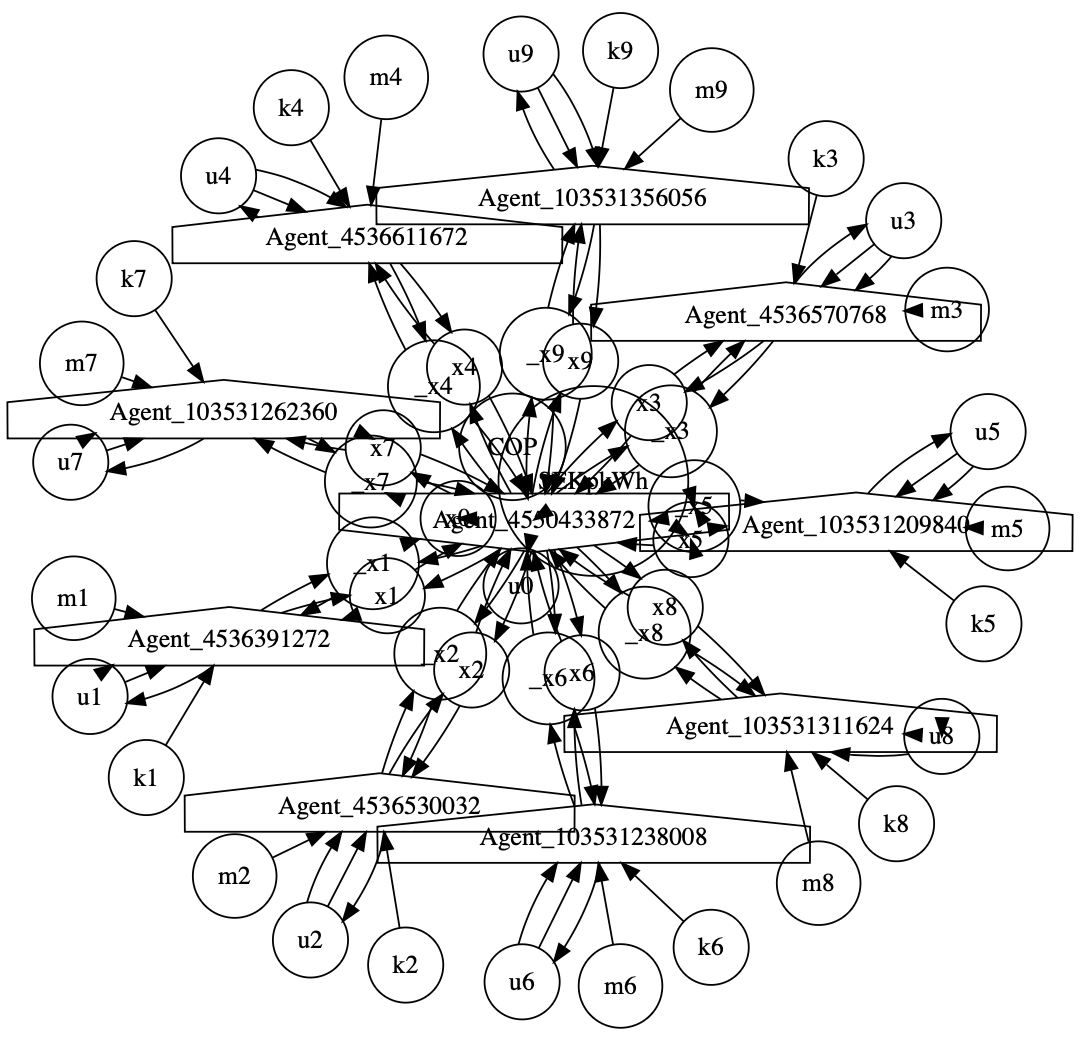 u9
k9
m4
m9
k4
k3
u4
Agent_103531356056
u3
Agent_4536611672
k7
m3
Agent_4536570768
_x9
x9
m7
x4
_x4
x3
Agent_103531262360
_x3
u5
x7
COP
u7
_x7
SEKpkWh
_x5
x0
Agent_4550433872
Agent_103531209840
m5
x5
_x1
u0
x1
m1
x8
k5
Agent_4536391272
_x8
_x2
x2
_x6
x6
u1
Agent_103531311624
u8
k1
Agent_4536530032
Agent_103531238008
k8
m2
m8
u2
k6
k2
u6
m6